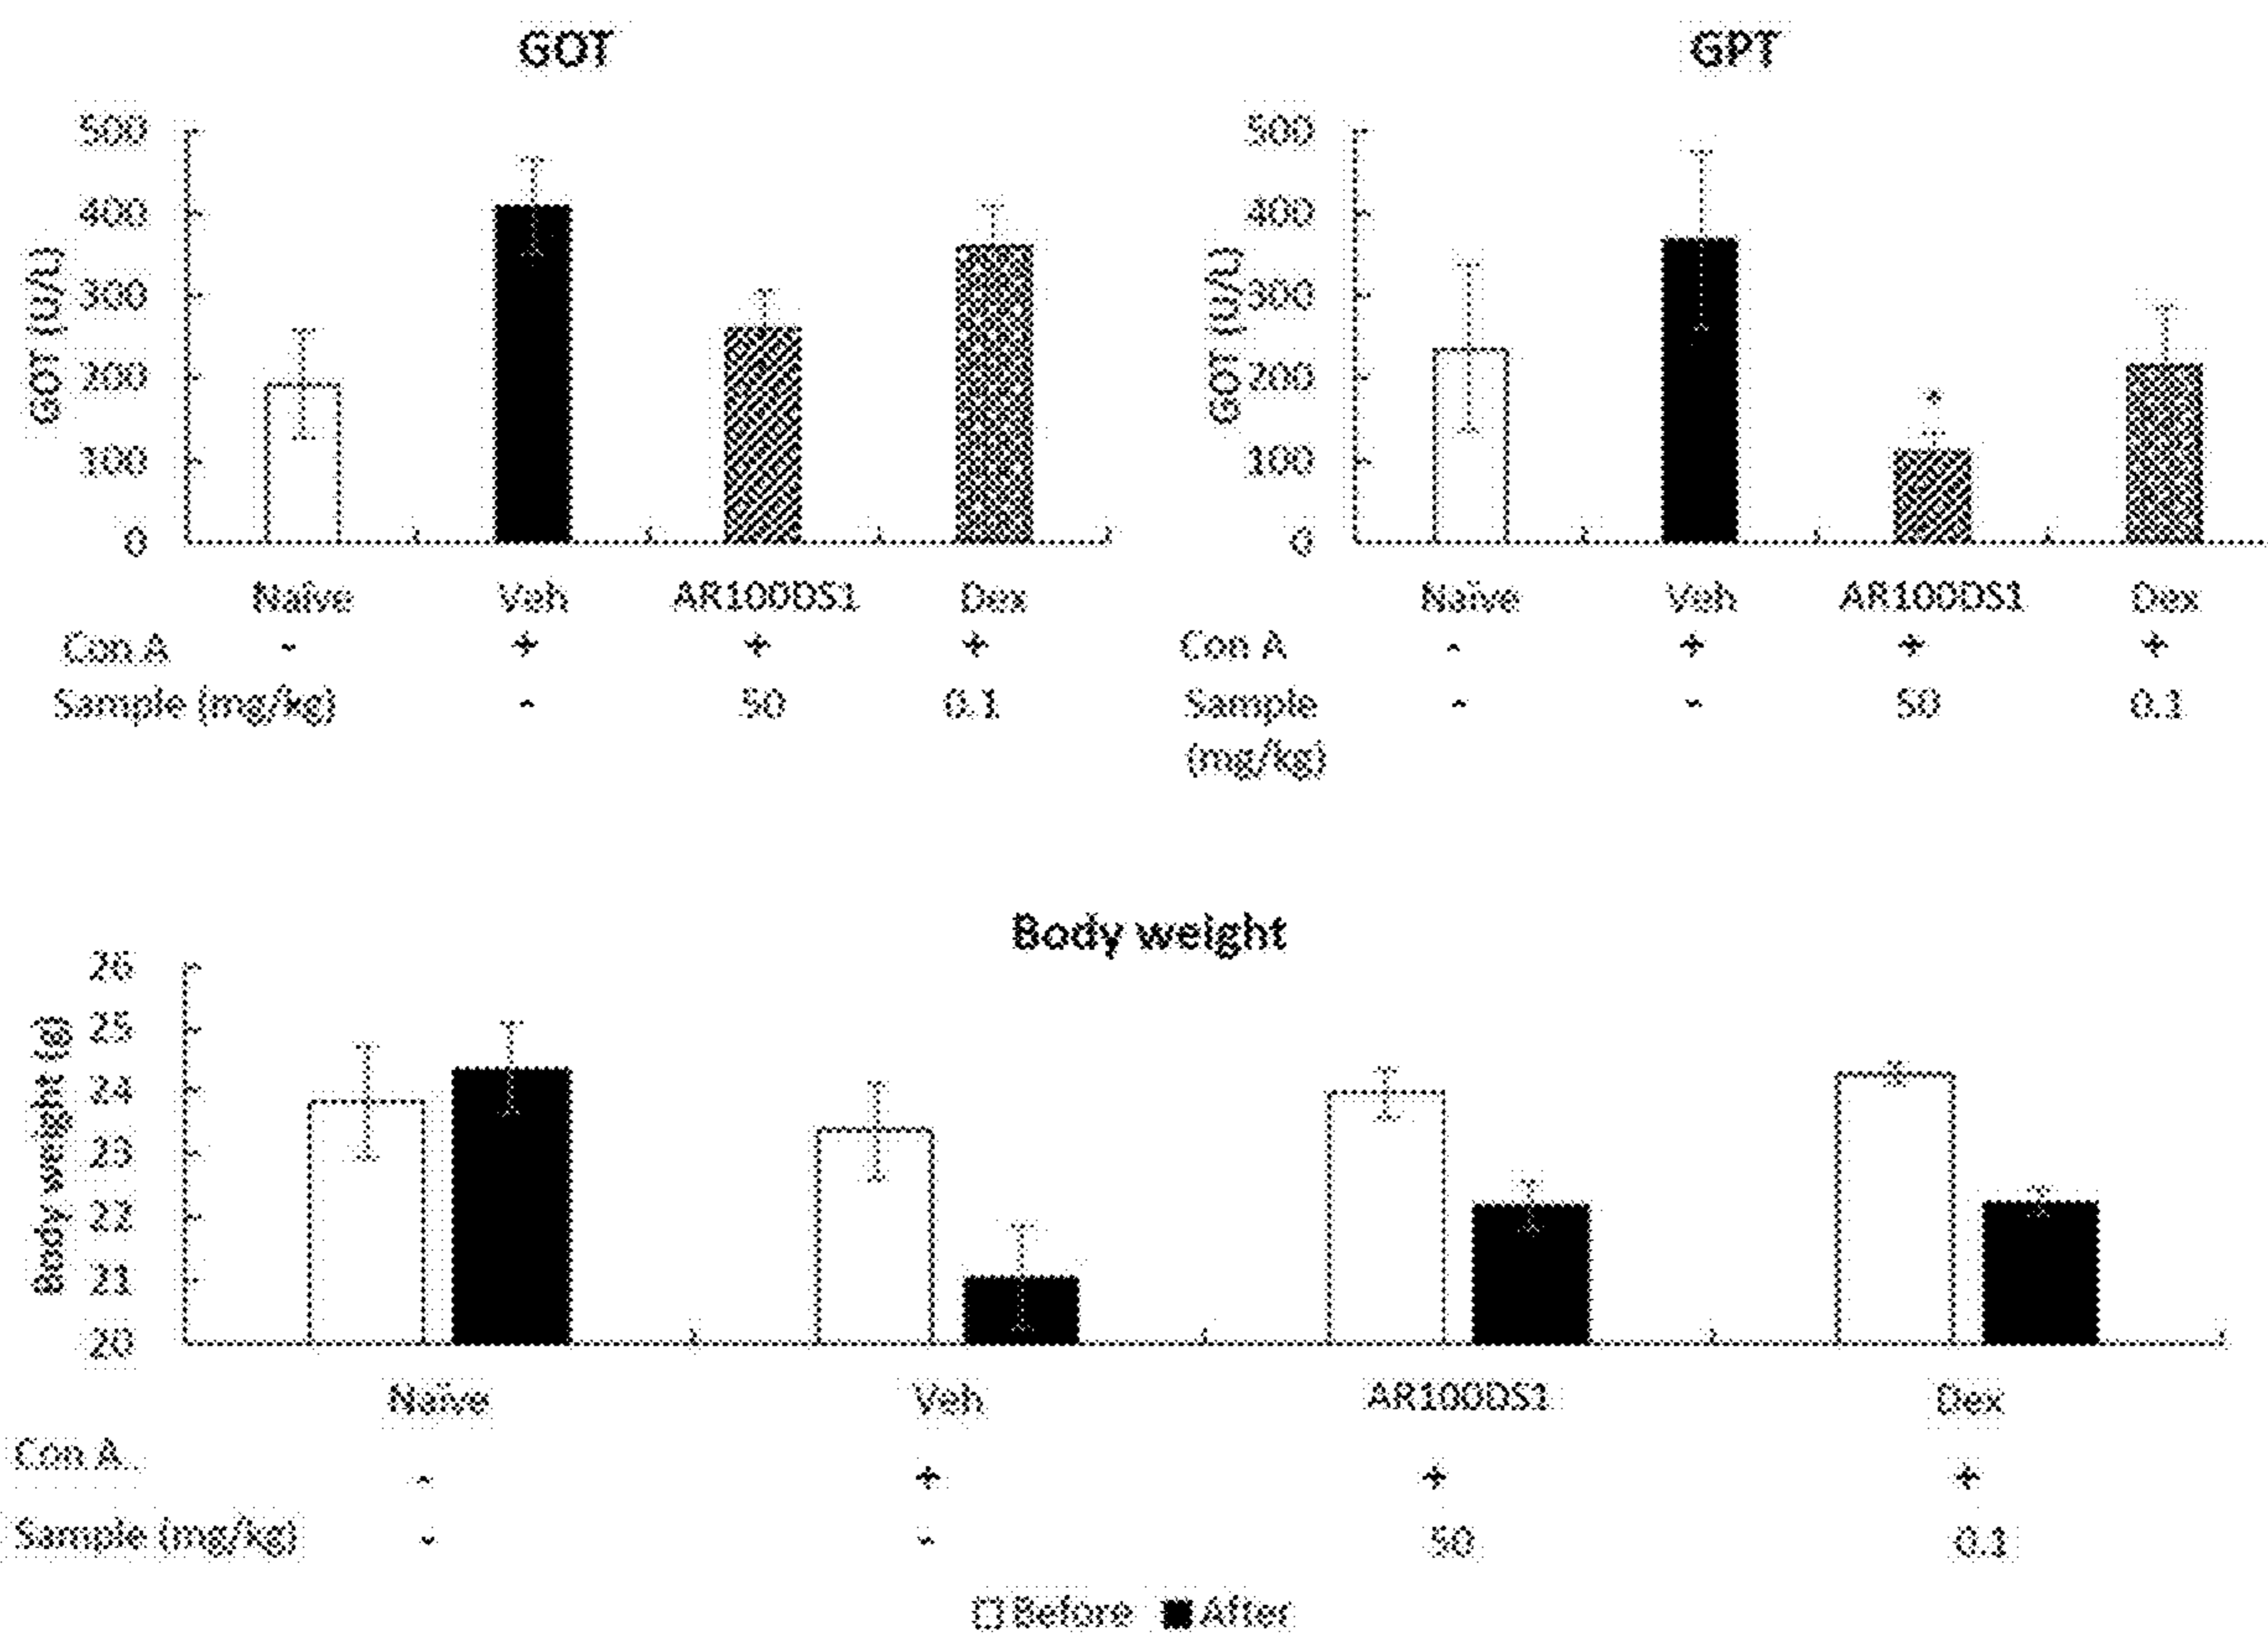 GOT
500
400
300
200
100
0
GOT (u/L)
Naïve Veh AR100DS1 Dex
Con A - + + +
Sample (mg/kg) - 50 0.1
GPT
500
400
300
200
100
0
GOT (u/L)
*
Naïve Veh AR100DS1 Dex
Con A - + + +
Sample - - 50 0.1
(mg/kg)
Body weight
26
25
24
23
22
21
20
Body weight (g)
Naïve Veh AR100DS1 Dex
Con A
- + + +
Sample (mg/kg) - - 50 0.1
Before After